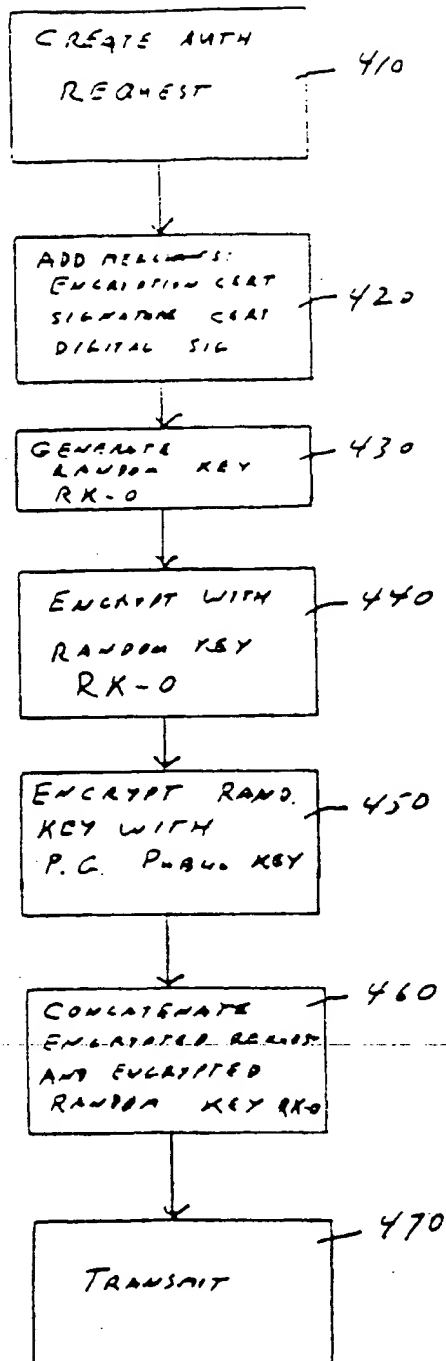 CREATE AUTH
REQUEST
410
ADD MERCHANTS:
ENCRYPTION CERT
SIGNATURE CERT
DIGITAL SIG
420
GENERATE
RANDOM KEY
RK-0
430
ENCRYPT WITH
RANDOM KEY
RK-0
440
ENCRYPT RAND.
KEY WITH
P.G. PUBLIC KEY
450
CONCATENATE
ENCRYPTED REQUEST
AND ENCRYPTED
RANDOM KEY RK-0
460
TRANSMIT
470